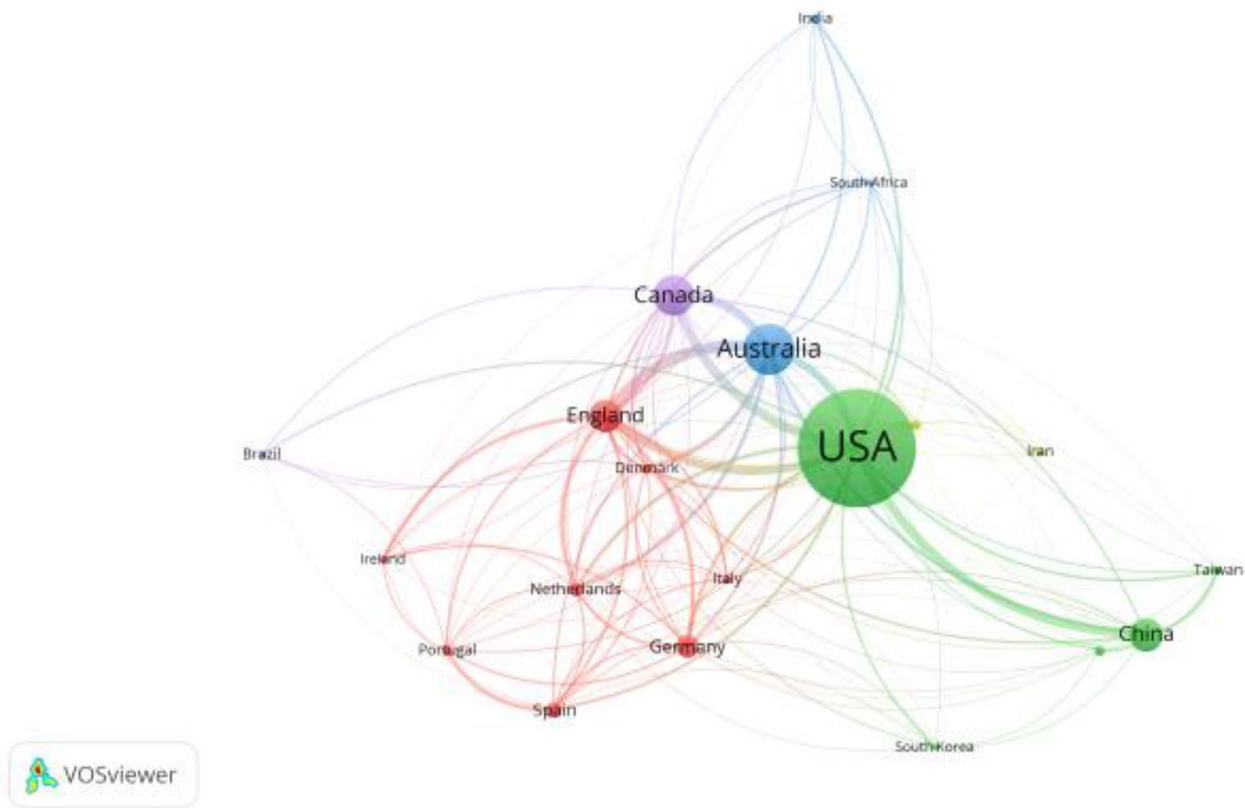 India
South Africa
Canada
Australia
England
USA
Denmark
Brazil
Iran
Ireland
Taiwan
Netherlands
Italy
China
Portugal
Germany
Spain
South Korea
VOSviewer